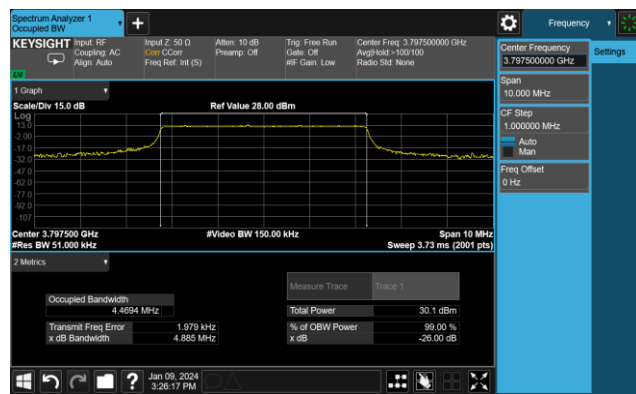 Spectrum Analyzer 1
Occupied BW
+
Frequency
KEYSIGHT
Input: RF
Coupling: AC
Align: Auto
Input Z: 50 Ω
Corr CCorr
Freq Ref: Int (S)
Atten: 10 dB
Preamp: Off
Trig: Free Run
Gate: Off
#IF Gain: Low
Center Freq: 3.797500000 GHz
Avg|Hold:>100/100
Radio Std: None
Center Frequency
3.797500000 GHz
Settings
Span
10.000 MHz
CF Step
1.000000 MHz
Auto
Man
Freq Offset
0 Hz
1 Graph
Scale/Div 15.0 dB
Ref Value 28.00 dBm
Log
13.0
-2.00
-17.0
-32.0
-47.0
-62.0
-77.0
-92.0
-107
Center 3.797500 GHz
#Video BW 150.00 kHz
Span 10 MHz
#Res BW 51.000 kHz
Sweep 3.73 ms (2001 pts)
2 Metrics
Measure Trace
Trace 1
Occupied Bandwidth
4.4694 MHz
Total Power
30.1 dBm
Transmit Freq Error
1.979 kHz
% of OBW Power
99.00 %
x dB Bandwidth
4.885 MHz
x dB
-26.00 dB
?
Jan 09, 2024
3:26:17 PM